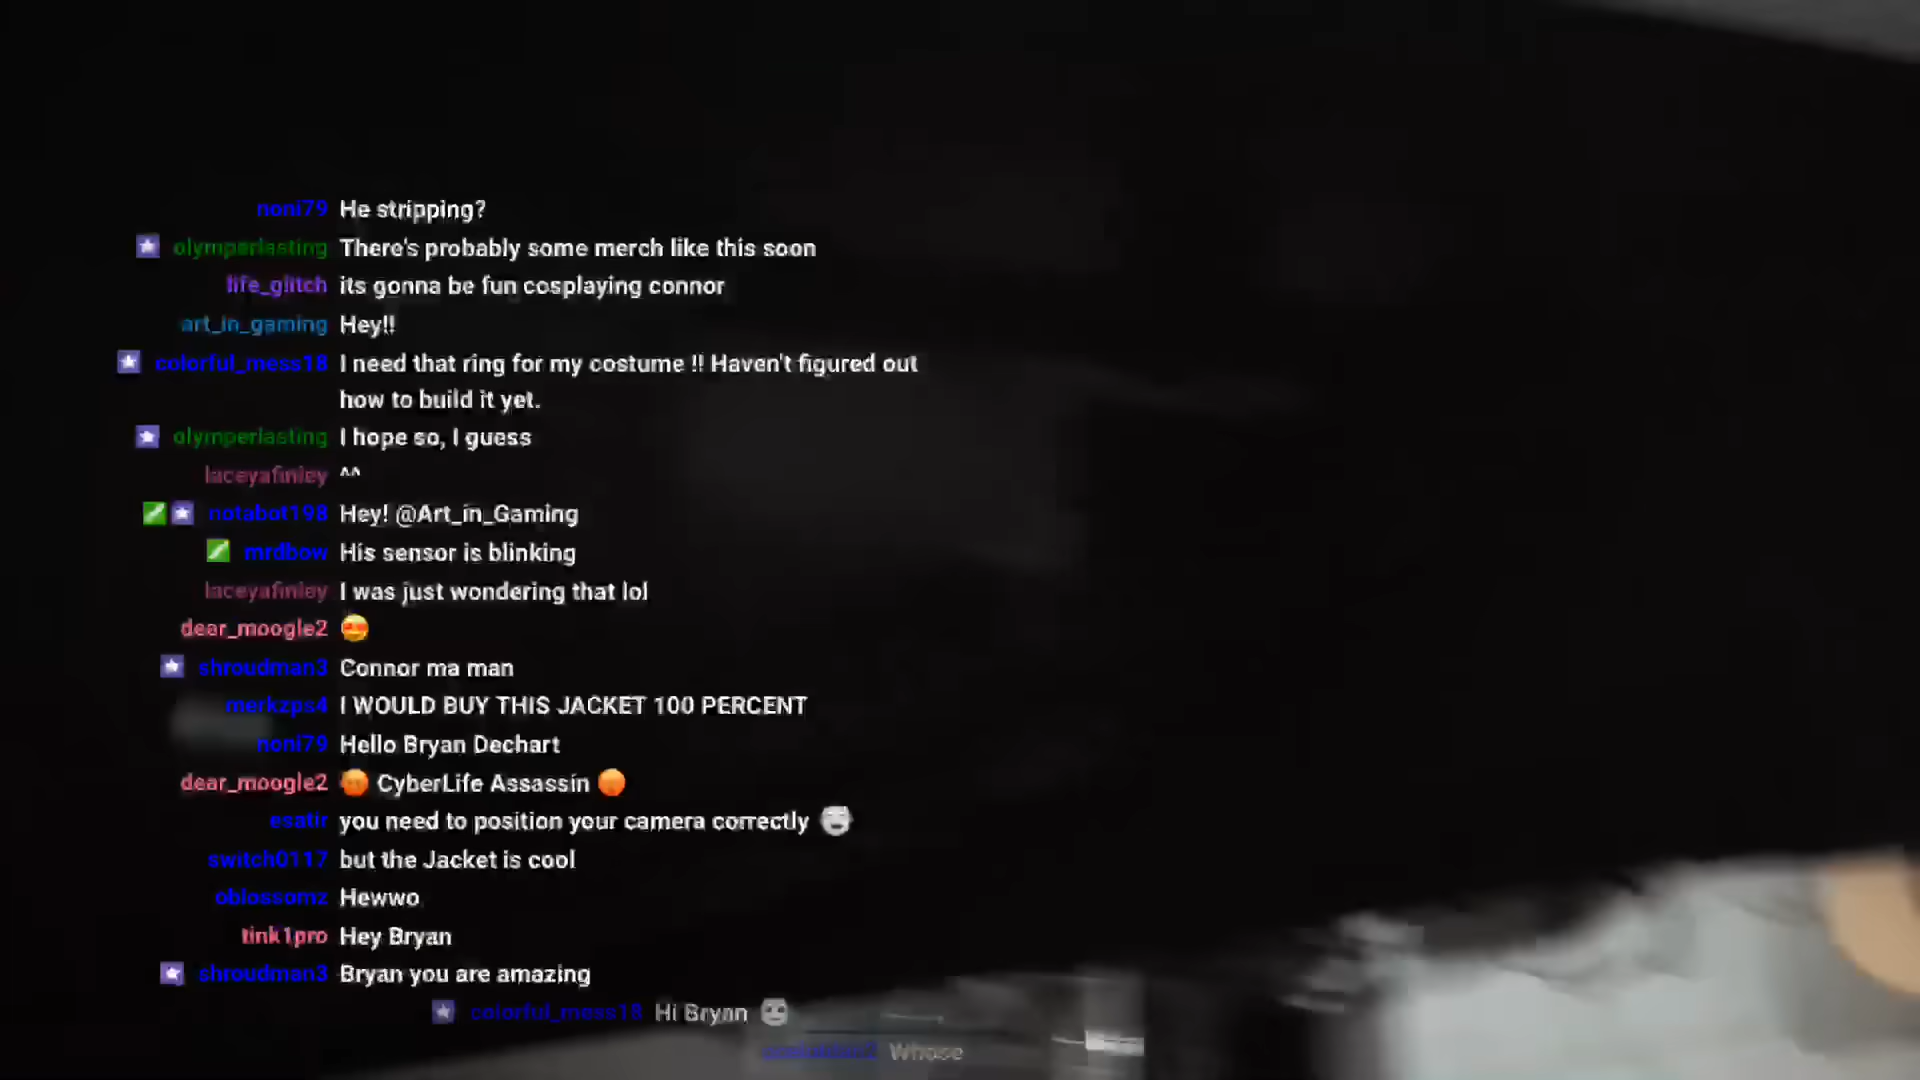 noni79 He stripping?
olymperlasting There's probably some merch like this soon
life_glitch its gonna be fun cosplaying connor
art_in_gaming Hey!!
colorful_mess18 I need that ring for my costume !! Haven't figured out
how to build it yet.
olymperlasting I hope so, I guess
laceyafinley ^^
notabot198 Hey! @Art_in_Gaming
mrdbow His sensor is blinking
laceyafinley I was just wondering that lol
dear_moogle2 😍
shroudman3 Connor ma man
merkzps4 I WOULD BUY THIS JACKET 100 PERCENT
noni79 Hello Bryan Dechart
dear_moogle2 CyberLife Assassin
esatir you need to position your camera correctly
switch0117 but the Jacket is cool
oblossomz Hewwo
tink1pro Hey Bryan
shroudman3 Bryan you are amazing
colorful_mess18 Hi Bryan
Whose